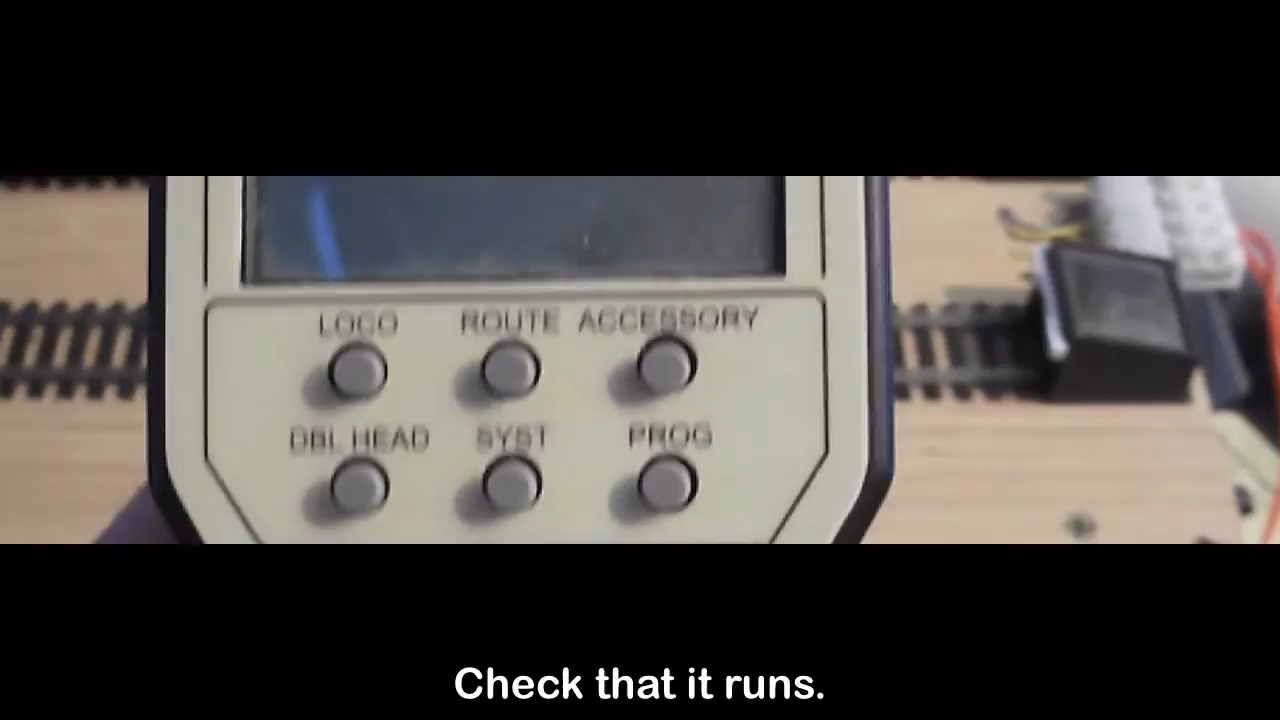 LOCO ROUTE ACCESSORY
DBL HEAD SYST PROG
Check that it runs.